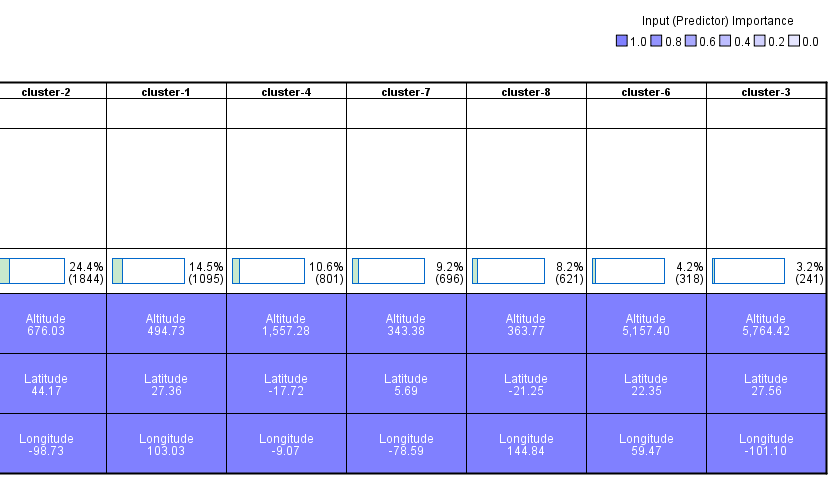 Input (Predictor) Importance
1.0 0.8 0.6 0.4 0.2 0.0
cluster-2 cluster-1 cluster-4 cluster-7 cluster-8 cluster-6 cluster-3
24.4% 14.5% 10.6% 9.2% 8.2% 4.2% 3.2%
(1844) (1095) (801) (696) (621) (318) (241)
Altitude Altitude Altitude Altitude Altitude Altitude Altitude
676.03 494.73 1,557.28 343.38 363.77 5,157.40 5,764.42
Latitude Latitude Latitude Latitude Latitude Latitude Latitude
44.17 27.36 -17.72 5.69 -21.25 22.35 27.56
Longitude Longitude Longitude Longitude Longitude Longitude Longitude
-98.73 103.03 -9.07 -78.59 144.84 59.47 -101.10